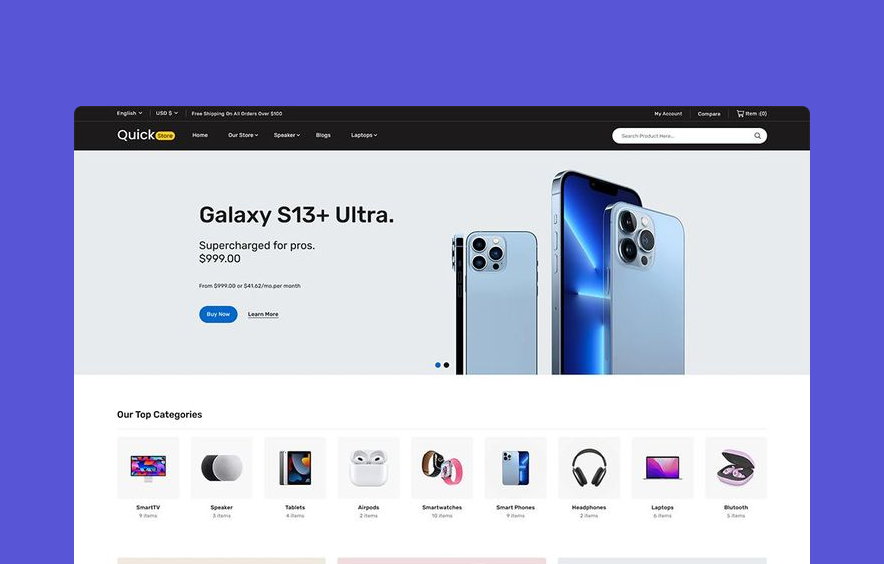 English
USD $
Free Shipping On All Orders Over $100
My Account
Compare
Item (0)
Quick Store
Home
Our Store
Speaker
Blogs
Laptops
Search Product Here...
Galaxy S13+ Ultra.
Supercharged for pros.
$999.00
From $999.00 or $41.62/mo.per month
Buy Now
Learn More
Our Top Categories
SmartTV
Speaker
Tablets
Airpods
Smartwatches
Smart Phones
Headphones
Laptops
Blutooth
9 items
3 items
4 items
2 items
10 items
9 items
2 items
6 items
5 items